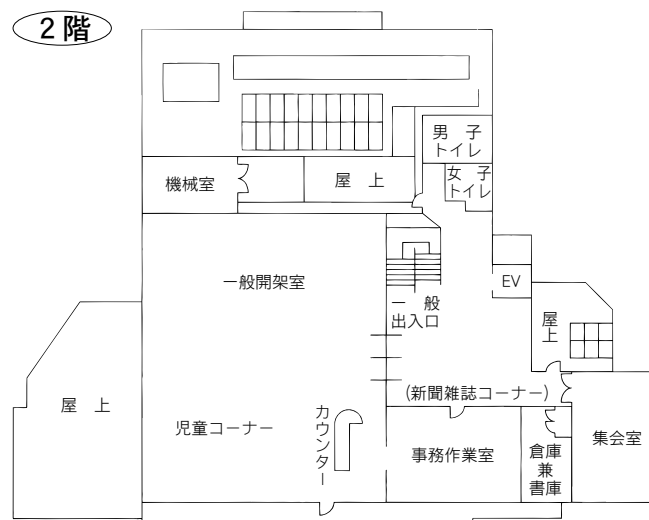 2階
男 子
トイレ
女 子
トイレ
機械室
屋 上
一般開架室
EV
一 般
出入口
屋上
(新聞雑誌コーナー)
屋 上
児童コーナー
カウンター
事務作業室
倉庫
兼
書庫
集会室